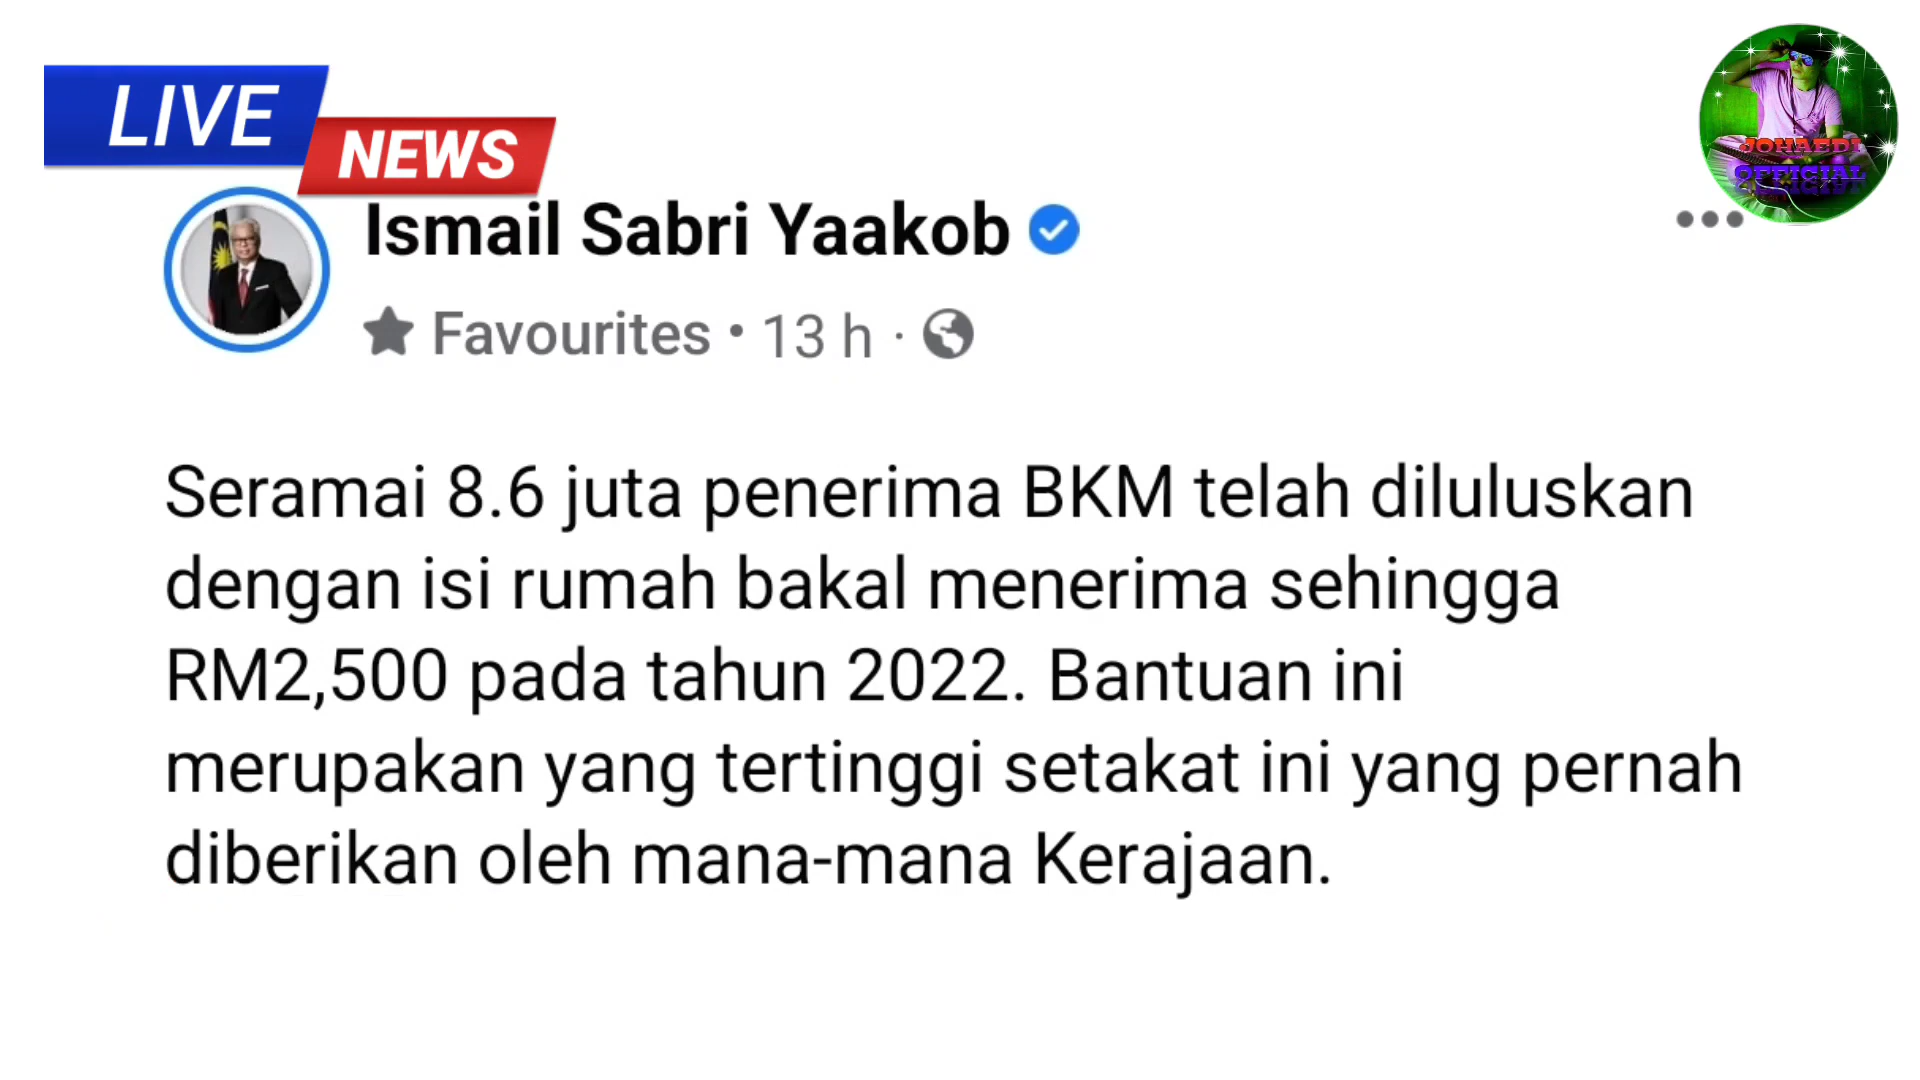 LIVE
NEWS
JOHAEDI
OFFICIAL
Ismail Sabri Yaakob
Favourites • 13 h ·
Seramai 8.6 juta penerima BKM telah diluluskan
dengan isi rumah bakal menerima sehingga
RM2,500 pada tahun 2022. Bantuan ini
merupakan yang tertinggi setakat ini yang pernah
diberikan oleh mana-mana Kerajaan.